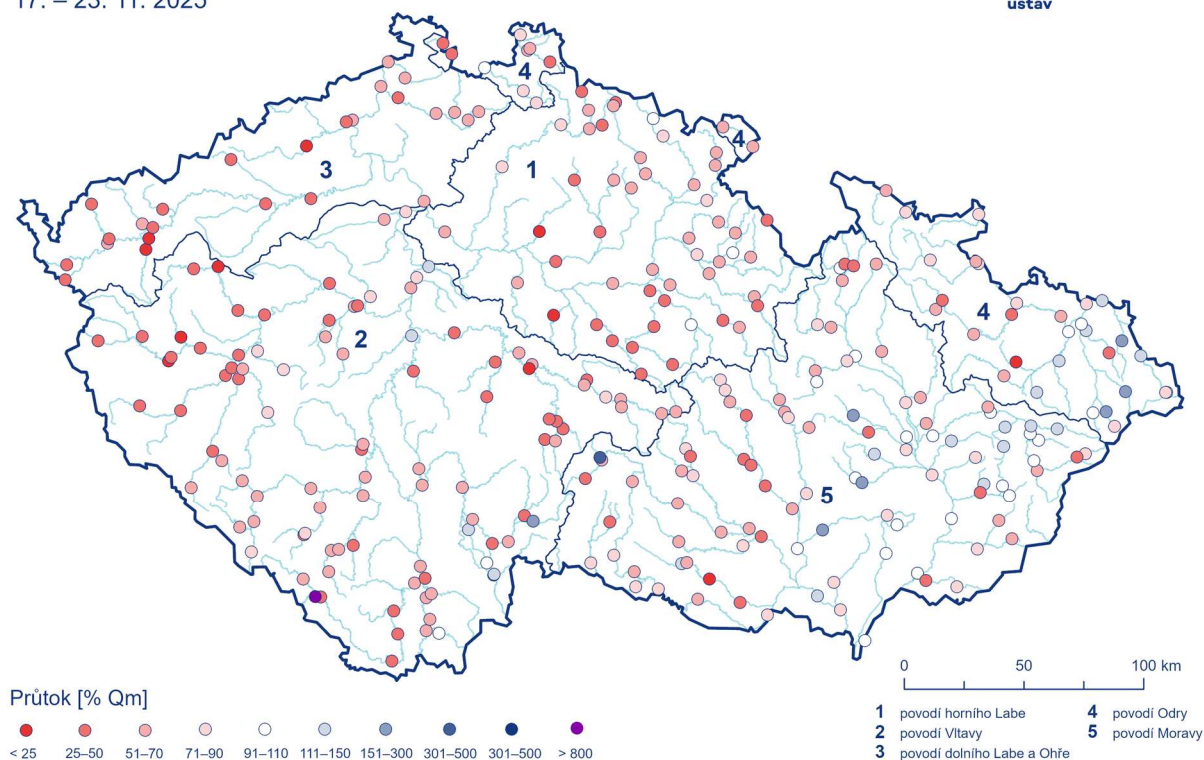 17. – 23. 11. 2025
ústav
4
4
3
1
2
4
5
0 50 100 km
Průtok [% Qm]
< 25 25–50 51–70 71–90 91–110 111–150 151–300 301–500 301–500 > 800
1 povodí horního Labe
2 povodí Vltavy
3 povodí dolního Labe a Ohře
4 povodí Odry
5 povodí Moravy